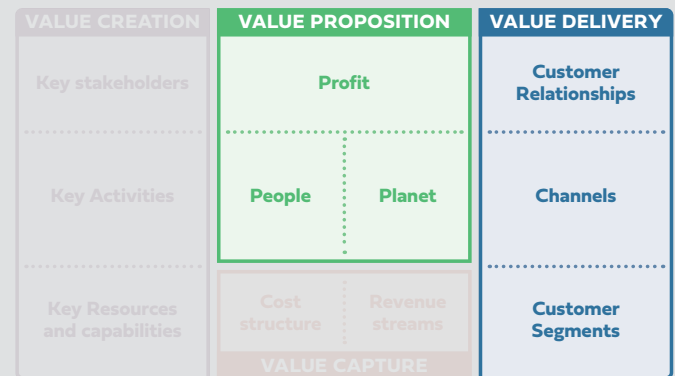 VALUE CREATION
Key stakeholders
Key Activities
Key Resources
and capabilities
VALUE PROPOSITION
Profit
People
Planet
Cost
structure
Revenue
streams
VALUE CAPTURE
VALUE DELIVERY
Customer
Relationships
Channels
Customer
Segments